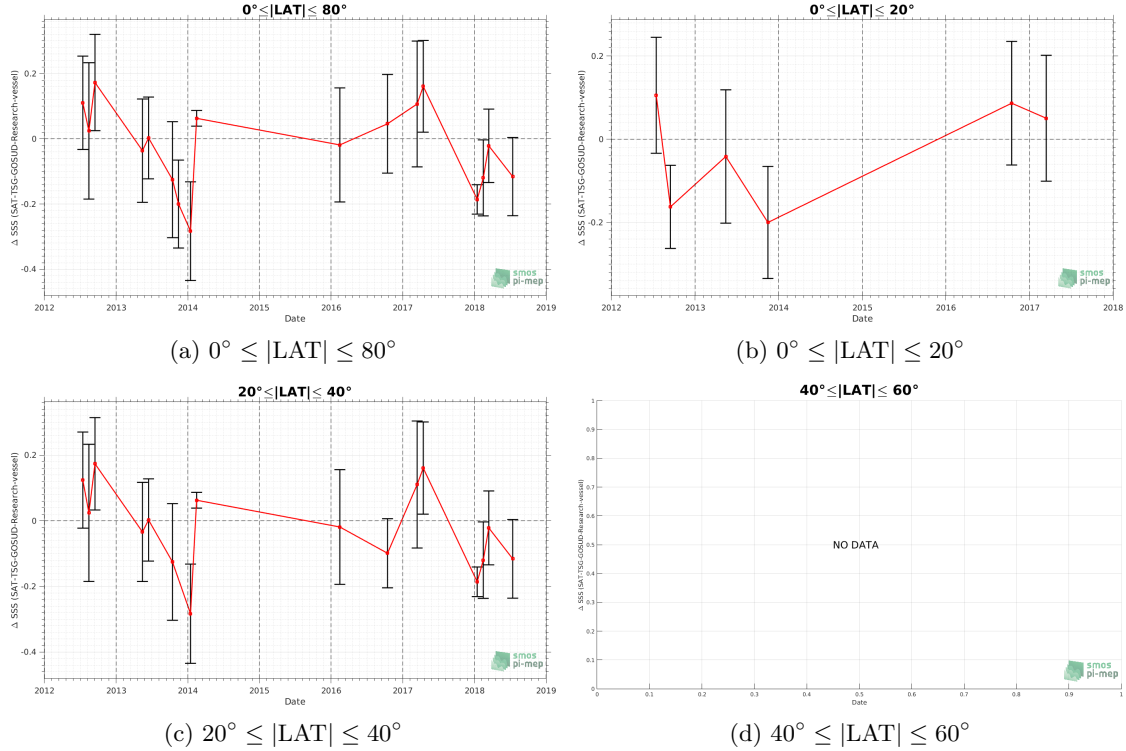 0°≤|LAT|≤ 80°
Δ SSS (SAT-TSG-GOSUD-Research-vessel)
0.2
0
-0.2
-0.4
2012 2013 2014 2015 2016 2017 2018 2019
Date
smos
pi-mep
(a) 0° ≤ |LAT| ≤ 80°
0°≤|LAT|≤ 20°
Δ SSS (SAT-TSG-GOSUD-Research-vessel)
0.2
0
-0.2
2012 2013 2014 2015 2016 2017 2018
Date
smos
pi-mep
(b) 0° ≤ |LAT| ≤ 20°
20°≤|LAT|≤ 40°
Δ SSS (SAT-TSG-GOSUD-Research-vessel)
0.2
0
-0.2
-0.4
2012 2013 2014 2015 2016 2017 2018 2019
Date
smos
pi-mep
(c) 20° ≤ |LAT| ≤ 40°
40°≤|LAT|≤ 60°
Δ SSS (SAT-TSG-GOSUD-Research-vessel)
1
0.9
0.8
0.7
0.6
0.5
0.4
0.3
0.2
0.1
0
NO DATA
0 0.1 0.2 0.3 0.4 0.5 0.6 0.7 0.8 0.9 1
Date
smos
pi-mep
(d) 40° ≤ |LAT| ≤ 60°